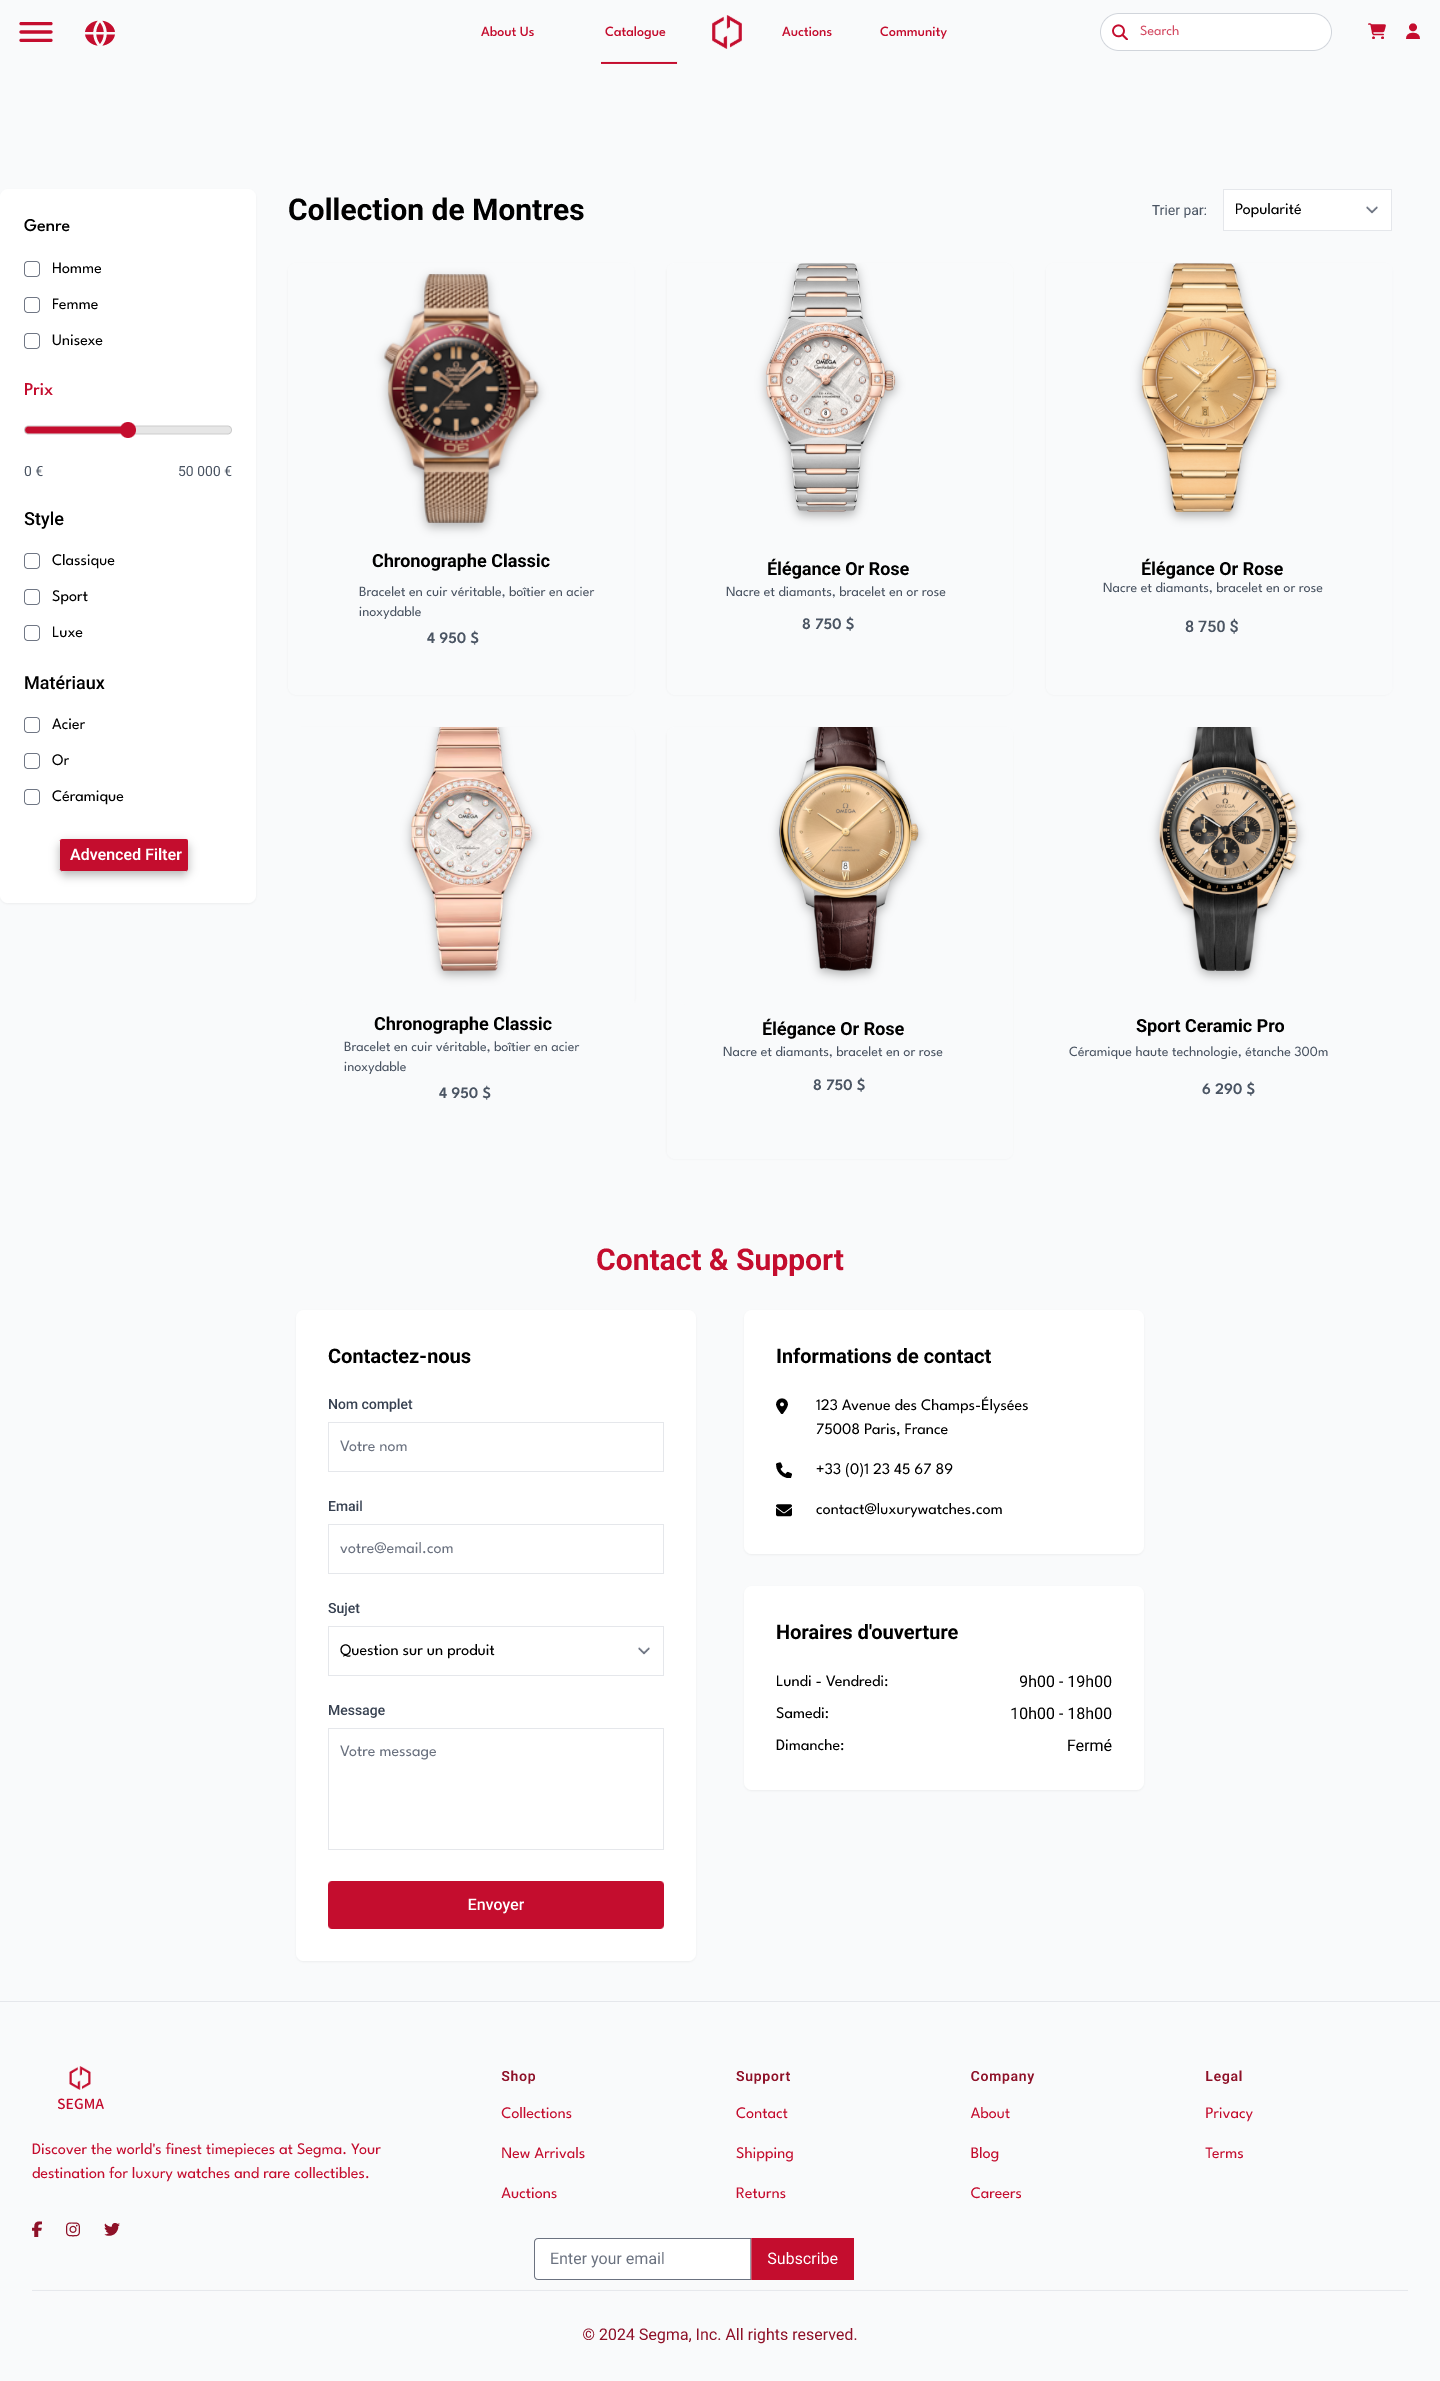 About Us
Catalogue
Auctions
Community
Search
Genre
Homme
Femme
Unisexe
Prix
0 €
50 000 €
Style
Classique
Sport
Luxe
Matériaux
Acier
Or
Céramique
Advanced Filter
Collection de Montres
Trier par:
Popularité
Chronographe Classic
Bracelet en cuir véritable, boîtier en acier
inoxydable
4 950 $
OMEGA
Élégance Or Rose
Nacre et diamants, bracelet en or rose
8 750 $
Élégance Or Rose
Nacre et diamants, bracelet en or rose
8 750 $
OMEGA
Chronographe Classic
Bracelet en cuir véritable, boîtier en acier
inoxydable
4 950 $
OMEGA
Élégance Or Rose
Nacre et diamants, bracelet en or rose
8 750 $
Sport Ceramic Pro
Céramique haute technologie, étanche 300m
6 290 $
Contact & Support
Contactez-nous
Nom complet
Votre nom
Email
votre@email.com
Sujet
Question sur un produit
Message
Votre message
Envoyer
Informations de contact
123 Avenue des Champs-Élysées
75008 Paris, France
+33 (0)1 23 45 67 89
contact@luxurywatches.com
Horaires d'ouverture
Lundi - Vendredi: 9h00 - 19h00
Samedi: 10h00 - 18h00
Dimanche: Fermé
SEGMA
Discover the world's finest timepieces at Segma. Your
destination for luxury watches and rare collectibles.
Shop
Collections
New Arrivals
Auctions
Support
Contact
Shipping
Returns
Company
About
Blog
Careers
Legal
Privacy
Terms
Enter your email
Subscribe
© 2024 Segma, Inc. All rights reserved.